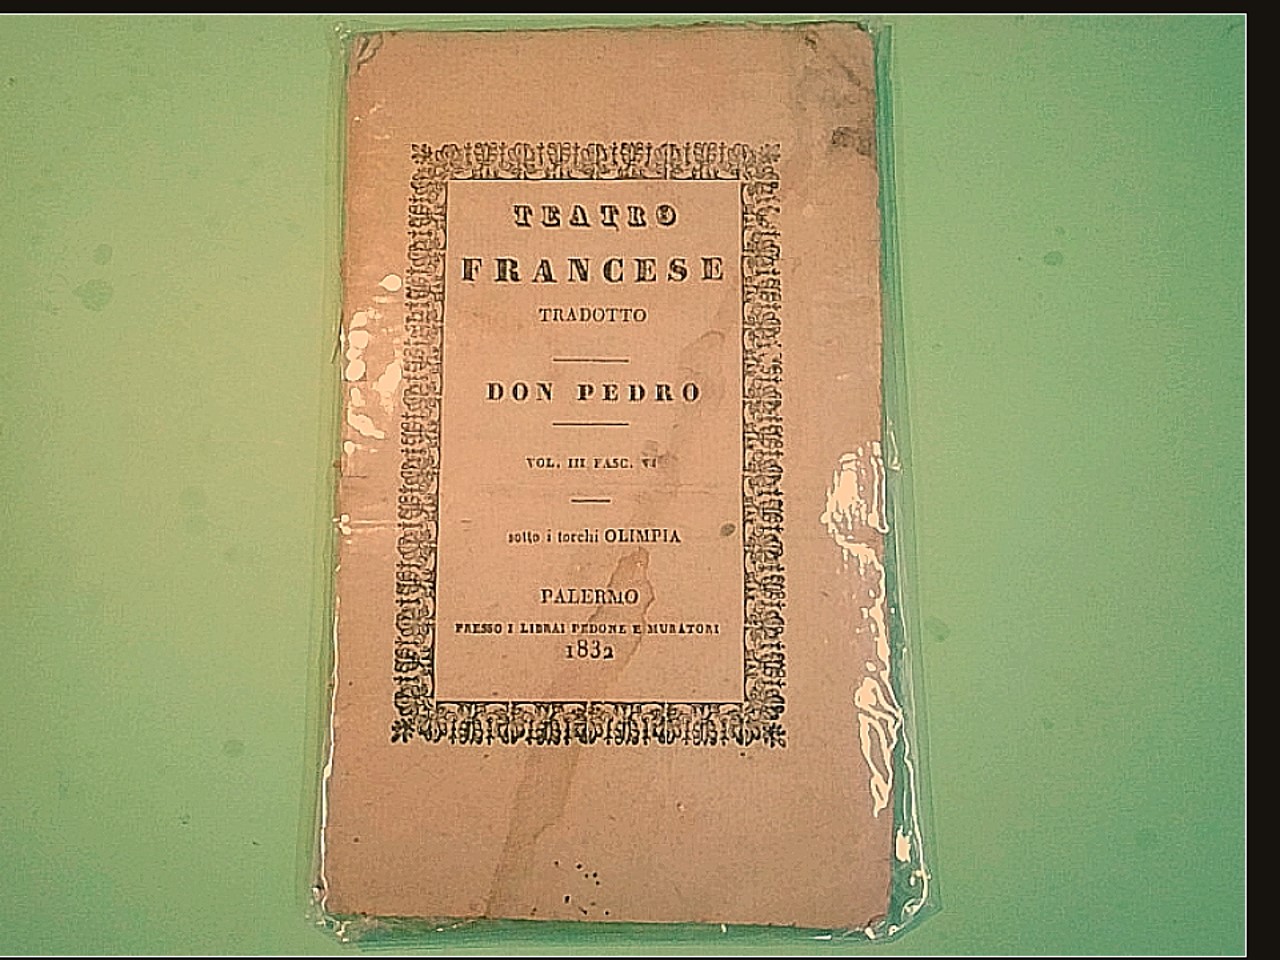 TEATRO
FRANCESE
TRADOTTO
DON PEDRO
VOL. III FASC. VI
sotto i torchi OLIMPIA
PALERMO
PRESSO I LIBRAI PEDONE E MURATORI
1832